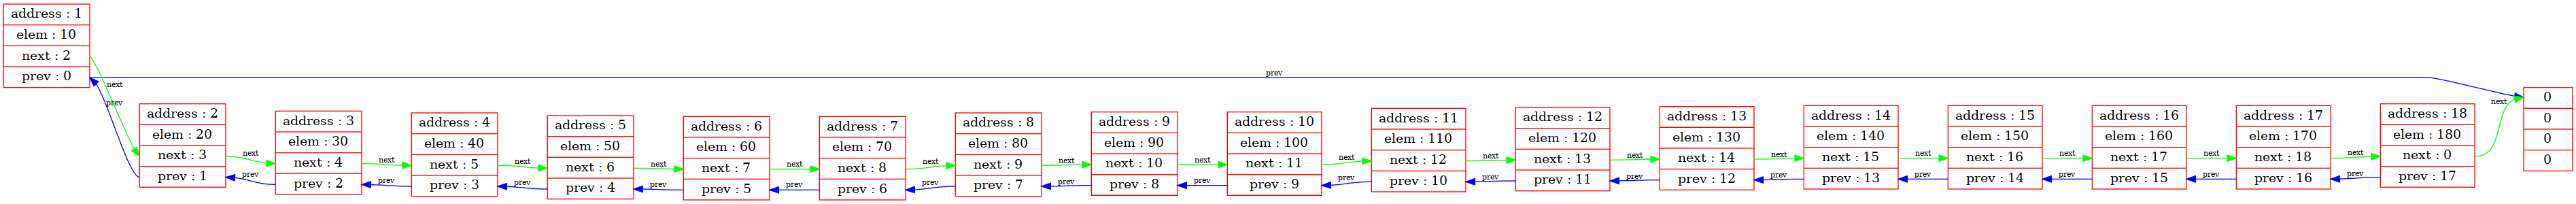 address : 1
elem : 10
next : 2
prev : 0
next
prev
prev
address : 2
elem : 20
next : 3
prev : 1
next
prev
address : 3
elem : 30
next : 4
prev : 2
next
prev
address : 4
elem : 40
next : 5
prev : 3
next
prev
address : 5
elem : 50
next : 6
prev : 4
next
prev
address : 6
elem : 60
next : 7
prev : 5
next
prev
address : 7
elem : 70
next : 8
prev : 6
next
prev
address : 8
elem : 80
next : 9
prev : 7
next
prev
address : 9
elem : 90
next : 10
prev : 8
next
prev
address : 10
elem : 100
next : 11
prev : 9
next
prev
address : 11
elem : 110
next : 12
prev : 10
next
prev
address : 12
elem : 120
next : 13
prev : 11
next
prev
address : 13
elem : 130
next : 14
prev : 12
next
prev
address : 14
elem : 140
next : 15
prev : 13
next
prev
address : 15
elem : 150
next : 16
prev : 14
next
prev
address : 16
elem : 160
next : 17
prev : 15
next
prev
address : 17
elem : 170
next : 18
prev : 16
next
prev
address : 18
elem : 180
next : 0
prev : 17
next
0
0
0
0